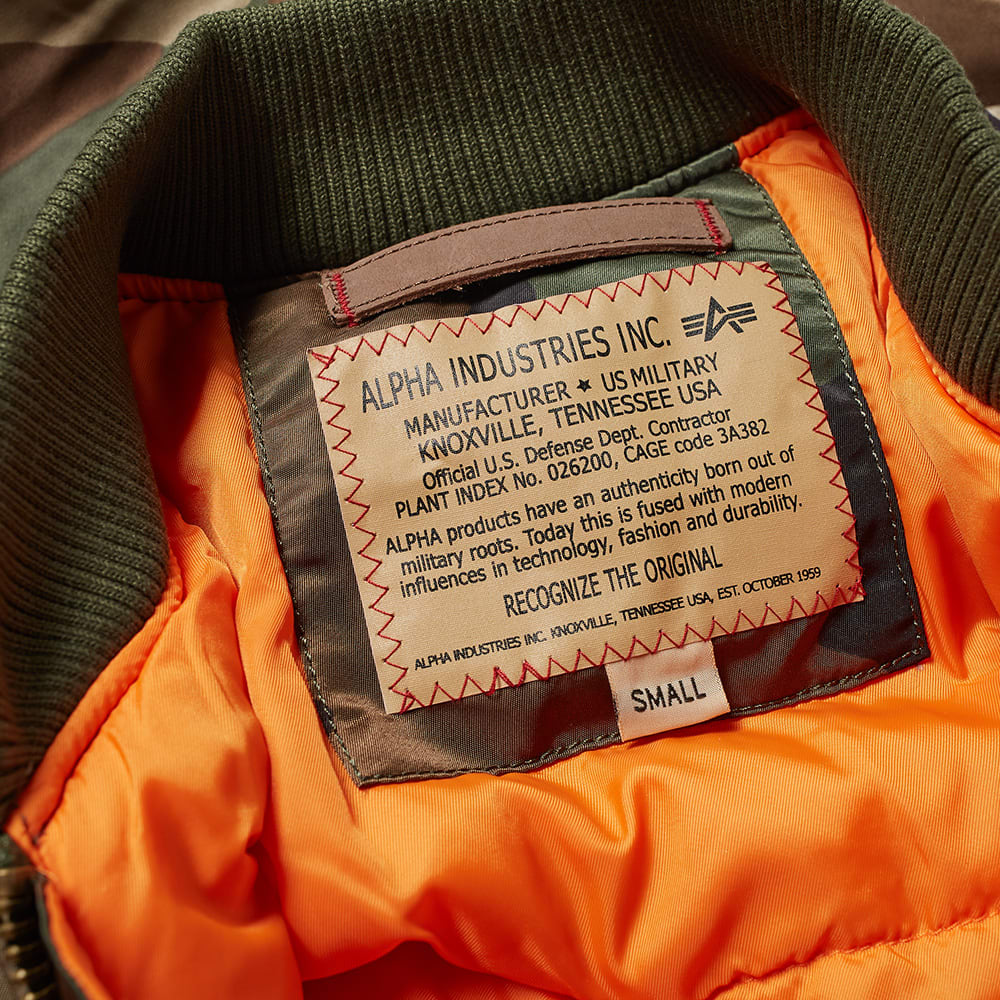 ALPHA INDUSTRIES INC.
MANUFACTURER ★ US MILITARY
KNOXVILLE, TENNESSEE USA
Official U.S. Defense Dept. Contractor
PLANT INDEX No. 026200, CAGE code 3A382
ALPHA products have an authenticity born out of
military roots. Today this is fused with modern
influences in technology, fashion and durability.
RECOGNIZE THE ORIGINAL
ALPHA INDUSTRIES INC. KNOXVILLE, TENNESSEE USA, EST. OCTOBER 1959
SMALL